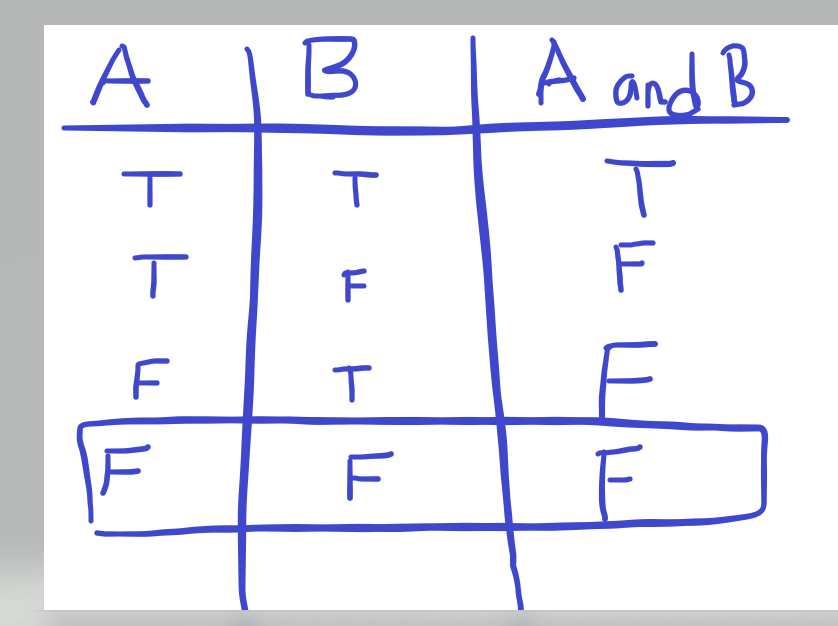 A B A and B
T T T
T F F
F T F
F F F